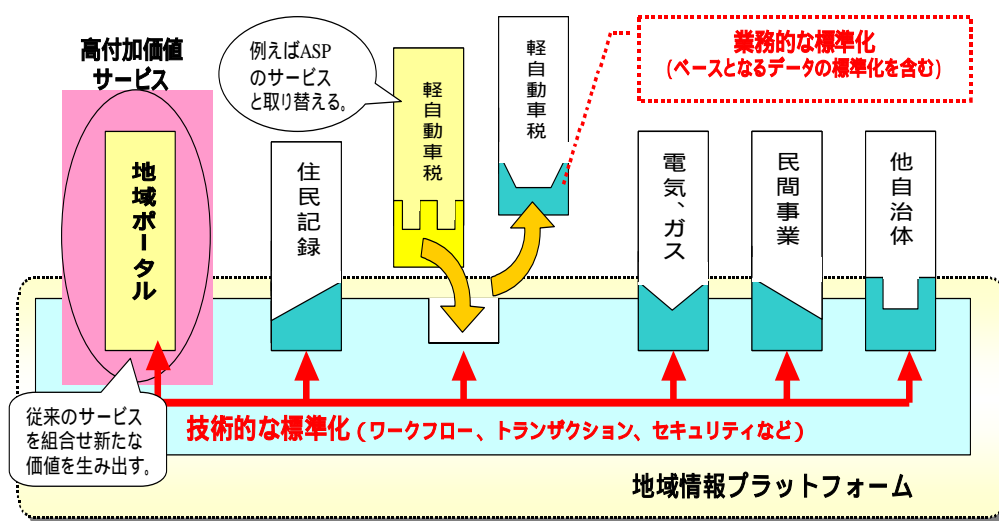 高付加価値
サービス
地域ポータル
従来のサービス
を組合せ新たな
価値を生み出す。
住民記録
例えばASP
のサービス
と取り替える。
軽自動車税
軽自動車税
業務的な標準化
(ベースとなるデータの標準化を含む)
電気、ガス
民間事業
他自治体
技術的な標準化（ワークフロー、トランザクション、セキュリティなど）
地域情報プラットフォーム